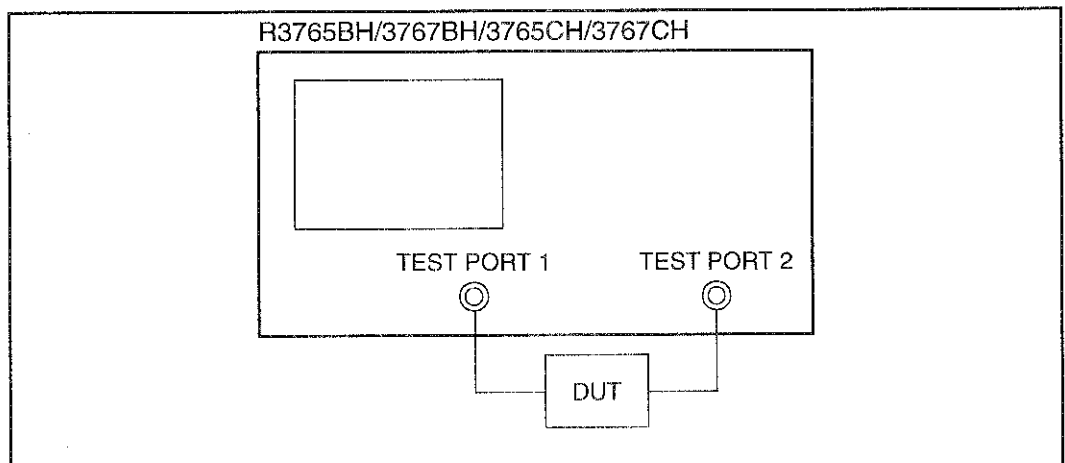 R3765BH/3767BH/3765CH/3767CH
TEST PORT 1
TEST PORT 2
DUT